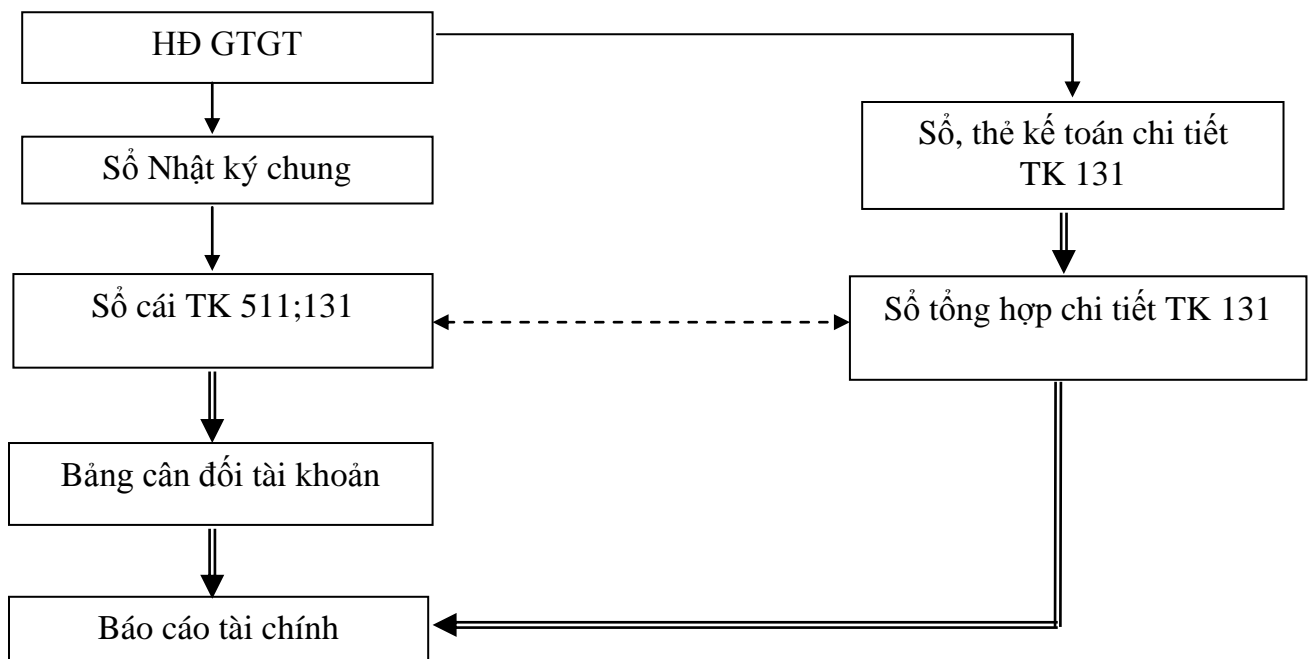 HĐ GTGT
Sổ Nhật ký chung
Sổ, thẻ kế toán chi tiết
TK 131
Sổ cái TK 511;131
Sổ tổng hợp chi tiết TK 131
Bảng cân đối tài khoản
Báo cáo tài chính